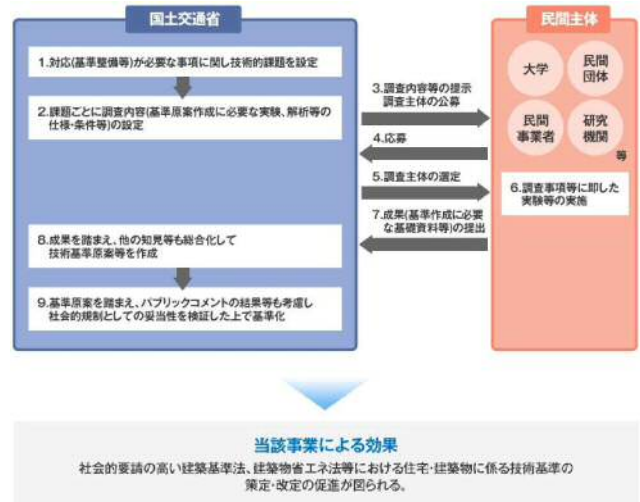 国土交通省
民間主体
1.対応(基準整備等)が必要な事項に関し技術的課題を設定
2.課題ごとに調査内容(基準原案作成に必要な実験、解析等の
仕様・条件等)の設定
3.調査内容等の提示
調査主体の公募
4.応募
5.調査主体の選定
大学
民間
団体
民間
事業者
研究
機関
等
6.調査事項等に即した
実験等の実施
7.成果(基準作成に必要
な基礎資料等)の提出
8.成果を踏まえ、他の知見等も総合化して
技術基準原案等を作成
9.基準原案を踏まえ、パブリックコメントの結果等も考慮し
社会的規制としての妥当性を検証した上で基準化
当該事業による効果
社会的要請の高い建築基準法、建築物省エネ法等における住宅・建築物に係る技術基準の
策定・改定の促進が図られる。